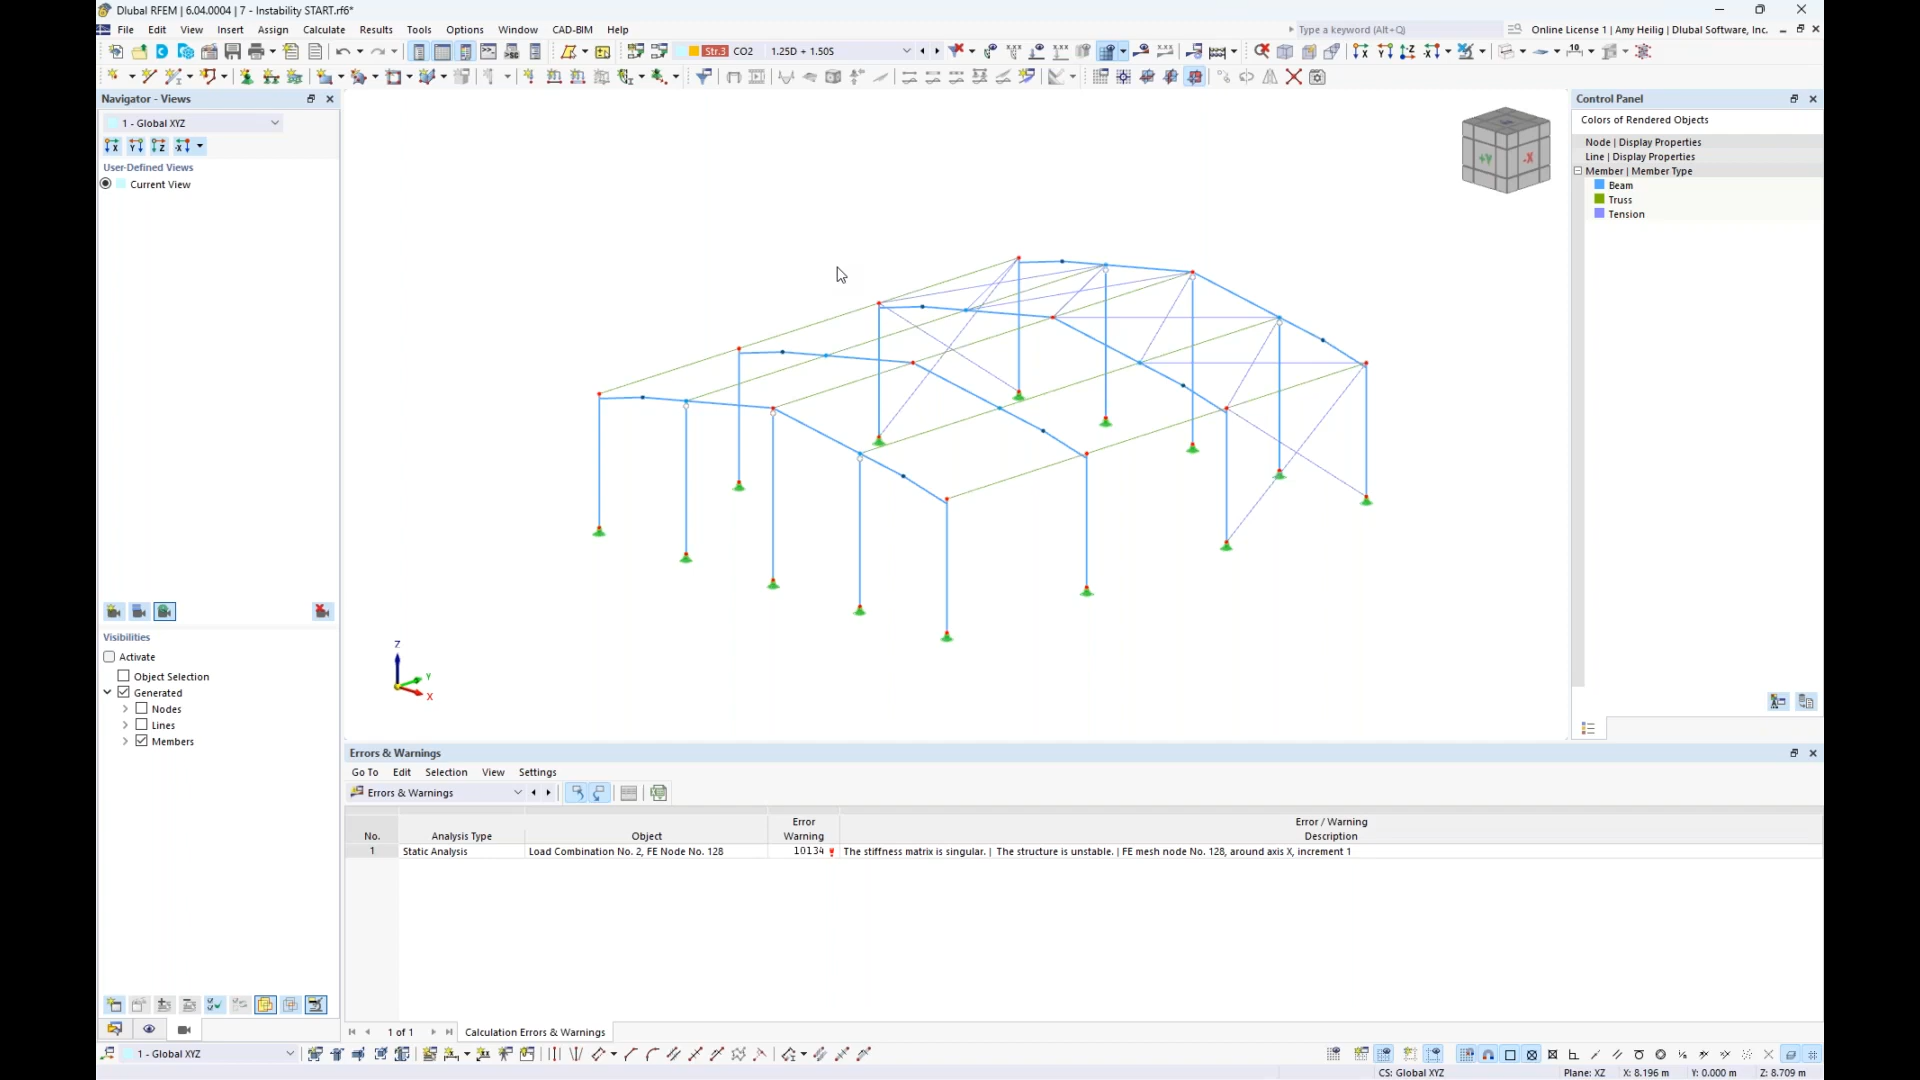 Dlubal RFEM | 6.04.0004 | 7 - Instability START.rf6*
File Edit View Insert Assign Calculate Results Tools Options Window CAD-BIM Help
Type a keyword (Alt+Q)
Online License 1 | Amy Heilig | Dlubal Software, Inc.
Str.3 CO2 1.25D + 1.50S
Navigator - Views
1 - Global XYZ
User-Defined Views
Current View
Visibilities
Activate
Object Selection
Generated
Nodes
Lines
Members
1 - Global XYZ
+Y
-X
Z
Y
X
Control Panel
Colors of Rendered Objects
Node | Display Properties
Line | Display Properties
Member | Member Type
Beam
Truss
Tension
Errors & Warnings
Go To Edit Selection View Settings
Errors & Warnings
No. Analysis Type Object Error Warning Error / Warning Description
1 Static Analysis Load Combination No. 2, FE Node No. 128 10134 The stiffness matrix is singular. | The structure is unstable. | FE mesh node No. 128, around axis X, increment 1
1 of 1 Calculation Errors & Warnings
CS: Global XYZ Plane: XZ X: 8.196 m Y: 0.000 m Z: 8.709 m